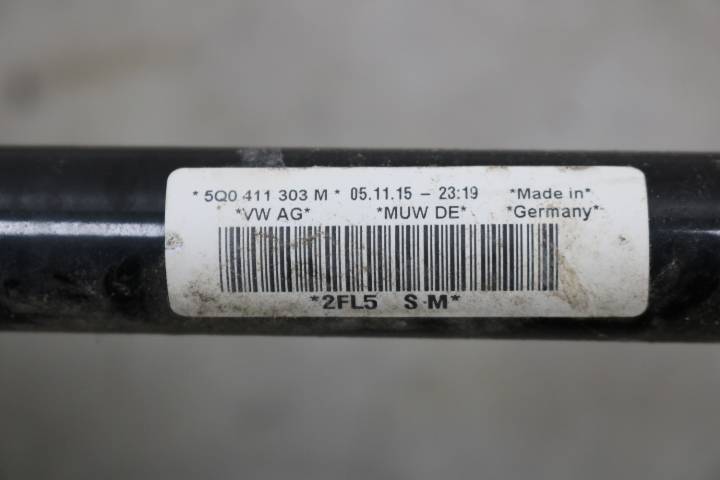 * 5Q0 411 303 M * 05.11.15 – 23:19 *Made in*
*VW AG* *MUW DE* *Germany*
*2FL5 S-M*